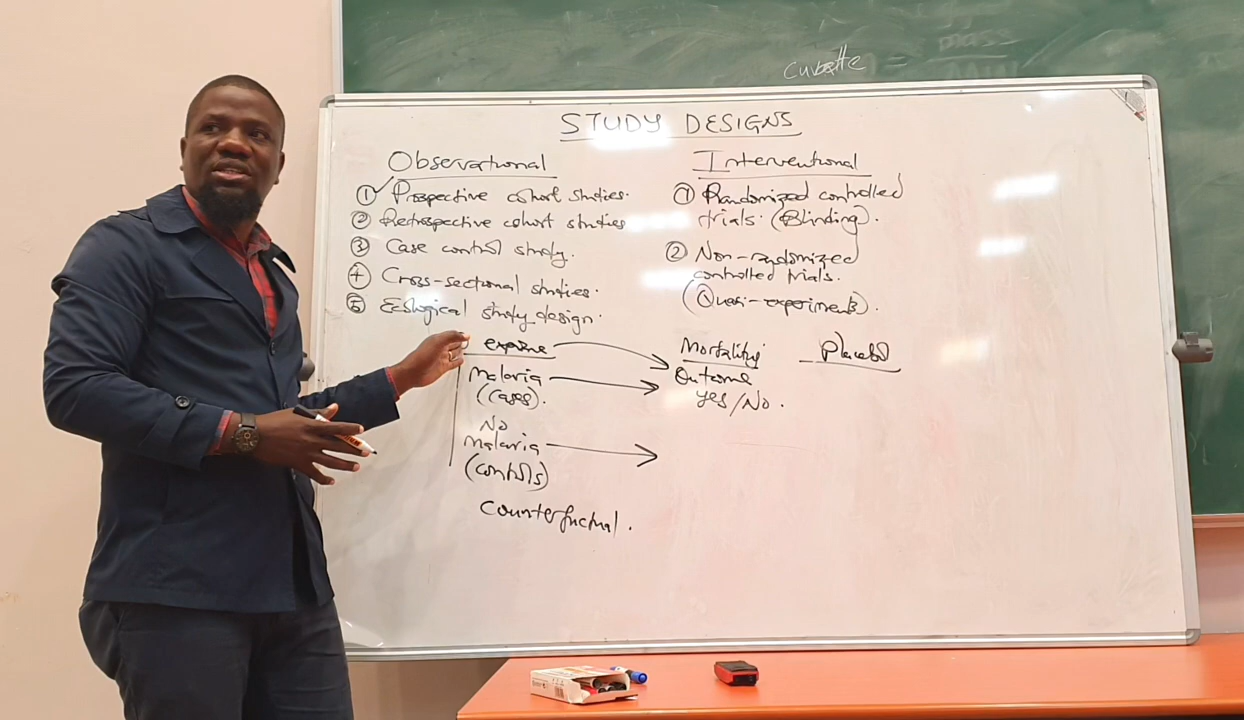 cuvette
STUDY DESIGNS
Observational
① Prospective cohort studies.
② Retrospective cohort studies
③ Case control study.
④ Cross-sectional studies.
⑤ Ecological study design.
Interventional
① Randomized controlled
trials. (Blinding).
② Non-randomized
controlled trials.
(Quasi-experiments).
Mortality
Placebo
Malaria
(Cases).
Outcome
Yes/No.
No
malaria
(controls)
Counterfactual.